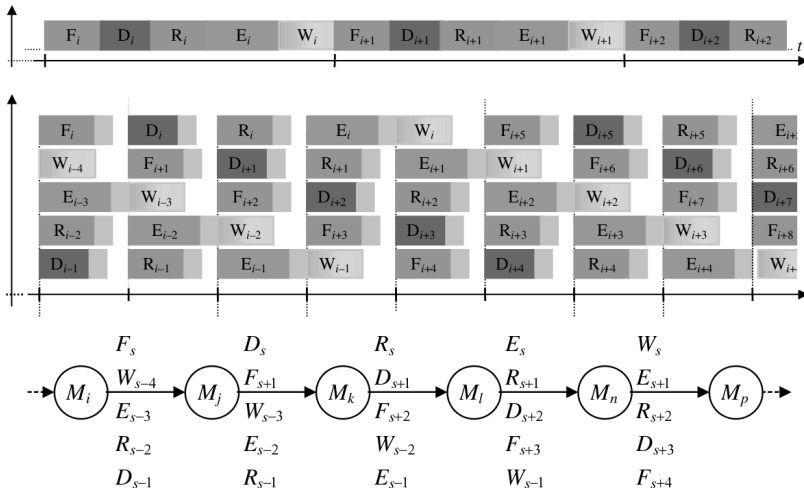 F_i D_i R_i E_i W_i F_{i+1} D_{i+1} R_{i+1} E_{i+1} W_{i+1} F_{i+2} D_{i+2} R_{i+2} t
F_i D_i R_i E_i W_i F_{i+5} D_{i+5} R_{i+5}
W_{i–4} F_{i+1} D_{i+1} R_{i+1} E_{i+1} W_{i+1} F_{i+6} D_{i+6} R_{i+6}
E_{i–3} W_{i–3} F_{i+2} D_{i+2} R_{i+2} E_{i+2} W_{i+2} F_{i+7} D_{i+7}
R_{i–2} E_{i–2} W_{i–2} F_{i+3} D_{i+3} R_{i+3} E_{i+3} W_{i+3} F_{i+8}
D_{i–1} R_{i–1} E_{i–1} W_{i–1} F_{i+4} D_{i+4} R_{i+4} E_{i+4}
F_s D_s R_s E_s W_s
W_{s–4} F_{s+1} D_{s+1} R_{s+1} E_{s+1}
M_i M_j M_k M_l M_n M_p
E_{s–3} W_{s–3} F_{s+2} D_{s+2} R_{s+2}
R_{s–2} E_{s–2} W_{s–2} F_{s+3} D_{s+3}
D_{s–1} R_{s–1} E_{s–1} W_{s–1} F_{s+4}